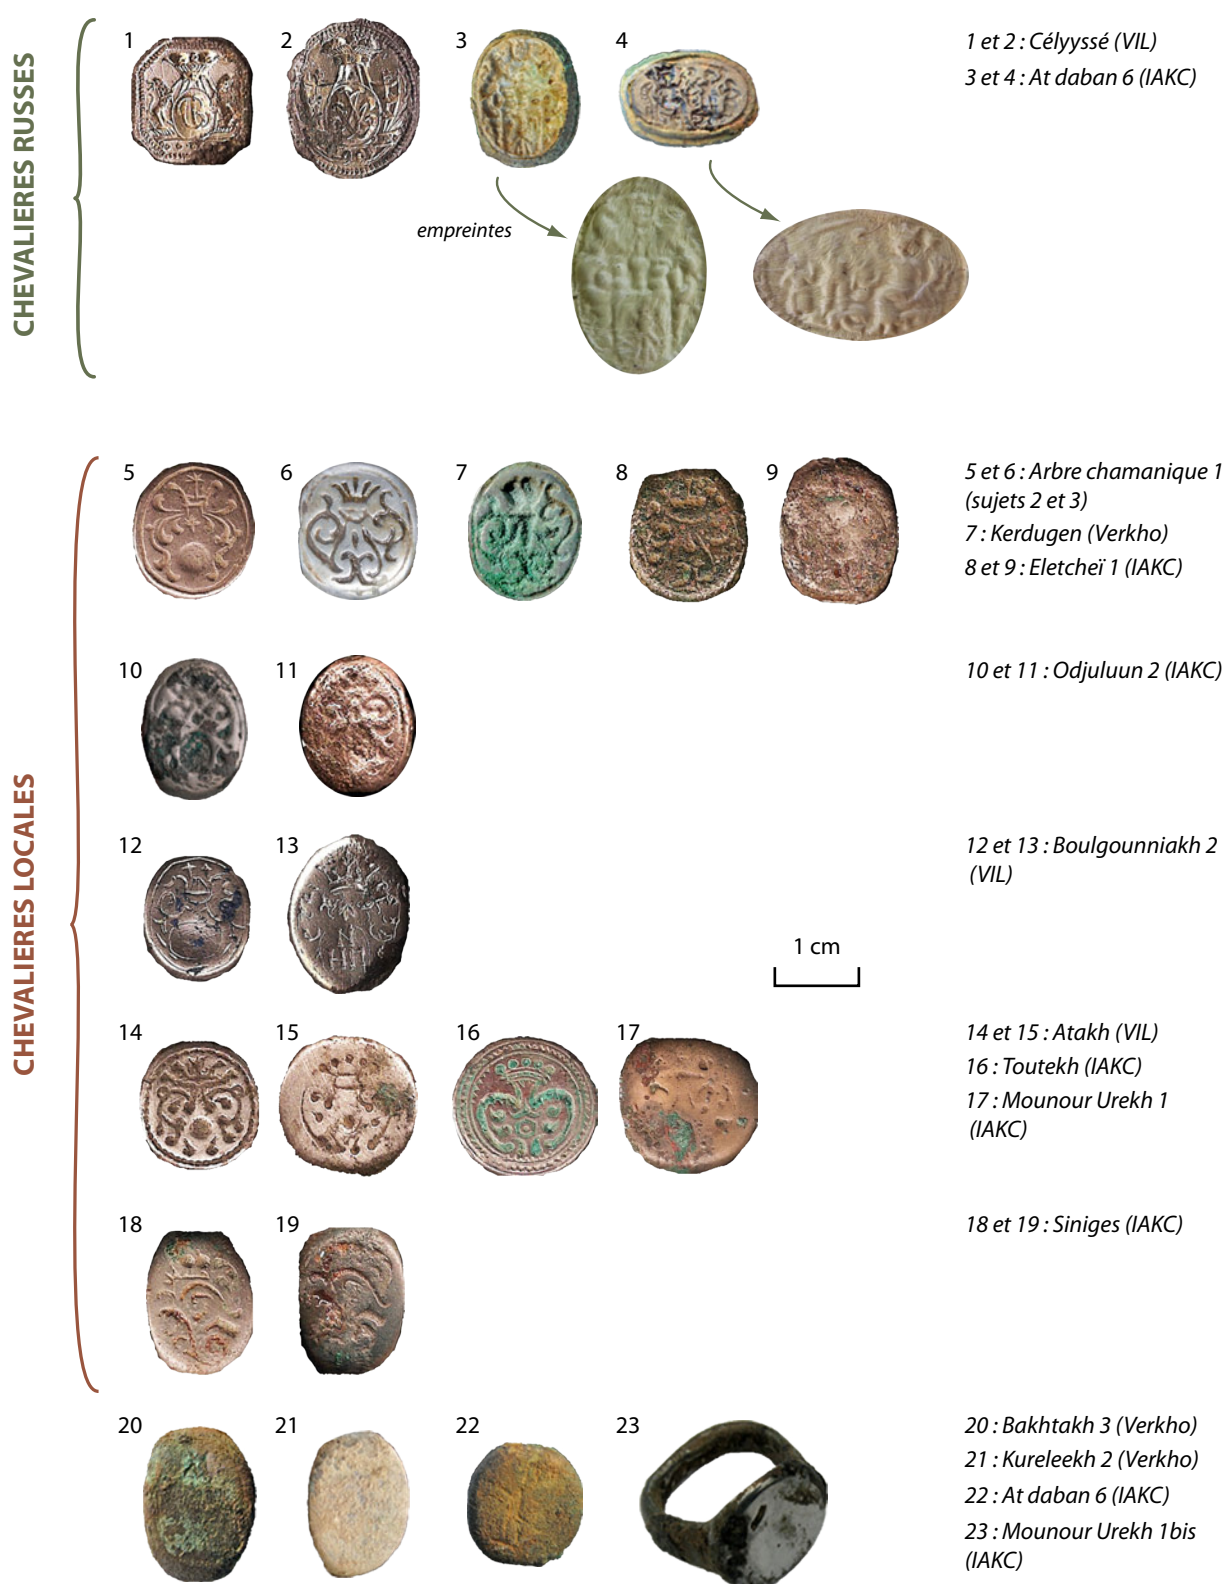 CHEVALIERES RUSSES
1
2
3
4
1 et 2 : Célyyssé (VIL)
3 et 4 : At daban 6 (IAKC)
empreintes
CHEVALIERES LOCALES
5
6
7
8
9
5 et 6 : Arbre chamanique 1
(sujets 2 et 3)
7 : Kerdugen (Verkho)
8 et 9 : Eletcheï 1 (IAKC)
10
11
10 et 11 : Odjuluun 2 (IAKC)
12
13
12 et 13 : Boulgounniakh 2
(VIL)
1 cm
14
15
16
17
14 et 15 : Atakh (VIL)
16 : Toutekh (IAKC)
17 : Mounour Urekh 1
(IAKC)
18
19
18 et 19 : Siniges (IAKC)
20
21
22
23
20 : Bakhtakh 3 (Verkho)
21 : Kureleekh 2 (Verkho)
22 : At daban 6 (IAKC)
23 : Mounour Urekh 1bis
(IAKC)